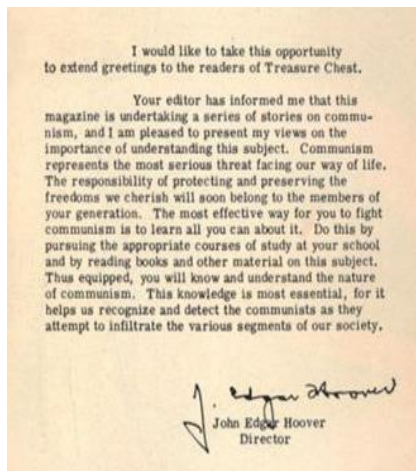 I would like to take this opportunity
to extend greetings to the readers of Treasure Chest.
Your editor has informed me that this
magazine is undertaking a series of stories on commu-
nism, and I am pleased to present my views on the
importance of understanding this subject. Communism
represents the most serious threat facing our way of life.
The responsibility of protecting and preserving the
freedoms we cherish will soon belong to the members of
your generation. The most effective way for you to fight
communism is to learn all you can about it. Do this by
pursuing the appropriate courses of study at your school
and by reading books and other material on this subject.
Thus equipped, you will know and understand the nature
of communism. This knowledge is most essential, for it
helps us recognize and detect the communists as they
attempt to infiltrate the various segments of our society.
J. Edgar Hoover
John Edgar Hoover
Director